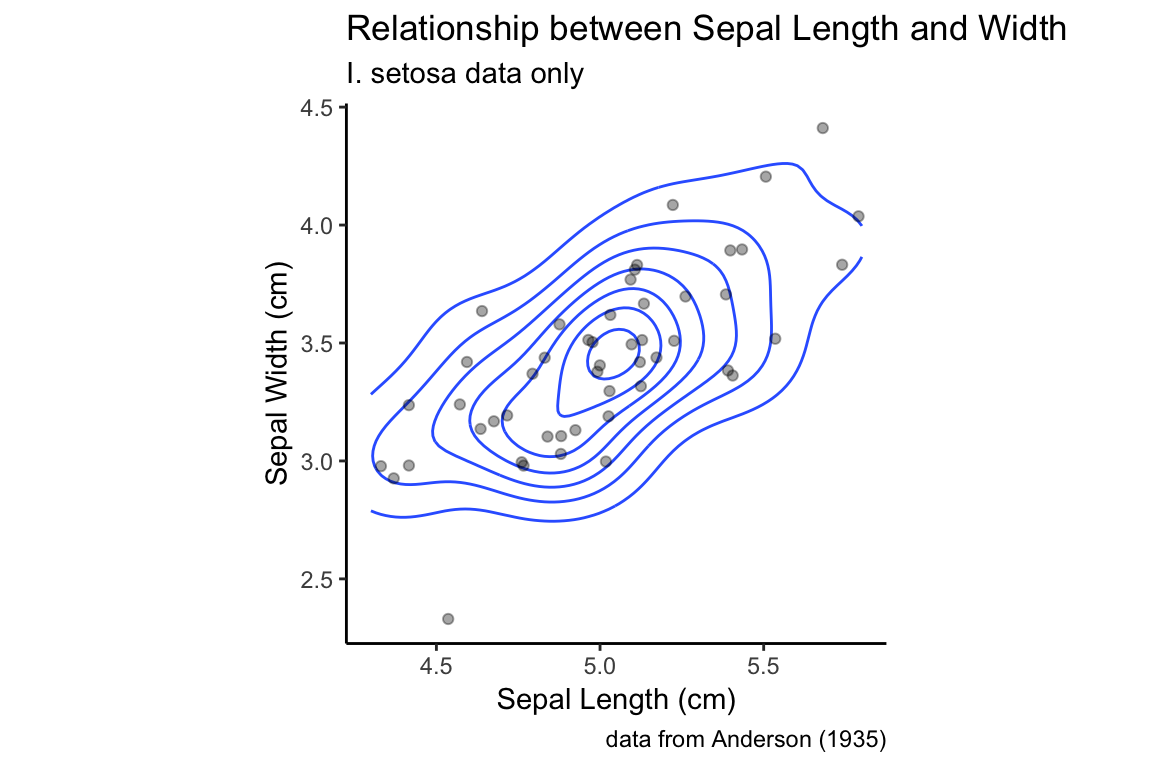 Relationship between Sepal Length and Width
I. setosa data only
4.5
4.0
3.5
3.0
2.5
Sepal Width (cm)
4.5 5.0 5.5
Sepal Length (cm)
data from Anderson (1935)